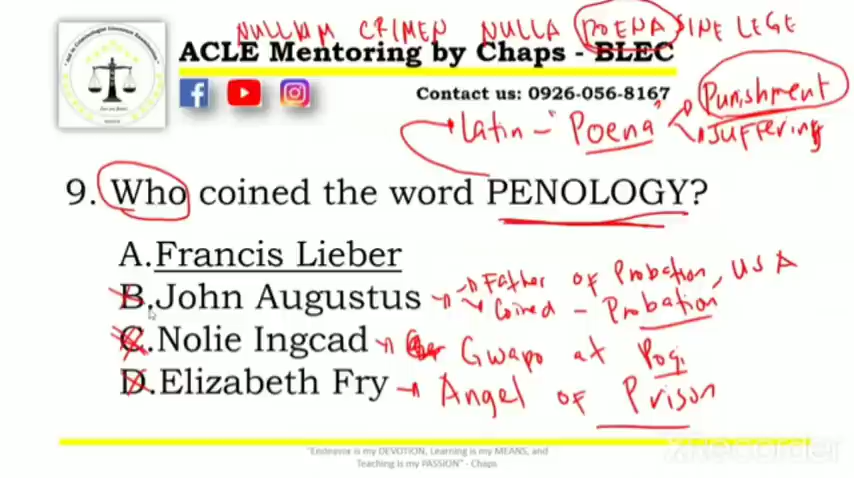 NULLUM CRIMEN NULLA POENA SINE LEGE
ACLE Mentoring by Chaps - BLEC
Contact us: 0926-056-8167
Latin - "Poena"
Punishment
Suffering
9. Who coined the word PENOLOGY?
A. Francis Lieber
B. John Augustus
Father of Probation, USA
Coined - Probation
C. Nolie Ingcad
Gwapo at Pogi
D. Elizabeth Fry
Angel of Prison
"Endeavor is my DEVOTION, Learning is my MEANS, and
Teaching is my PASSION" - Chaps
XRecorder